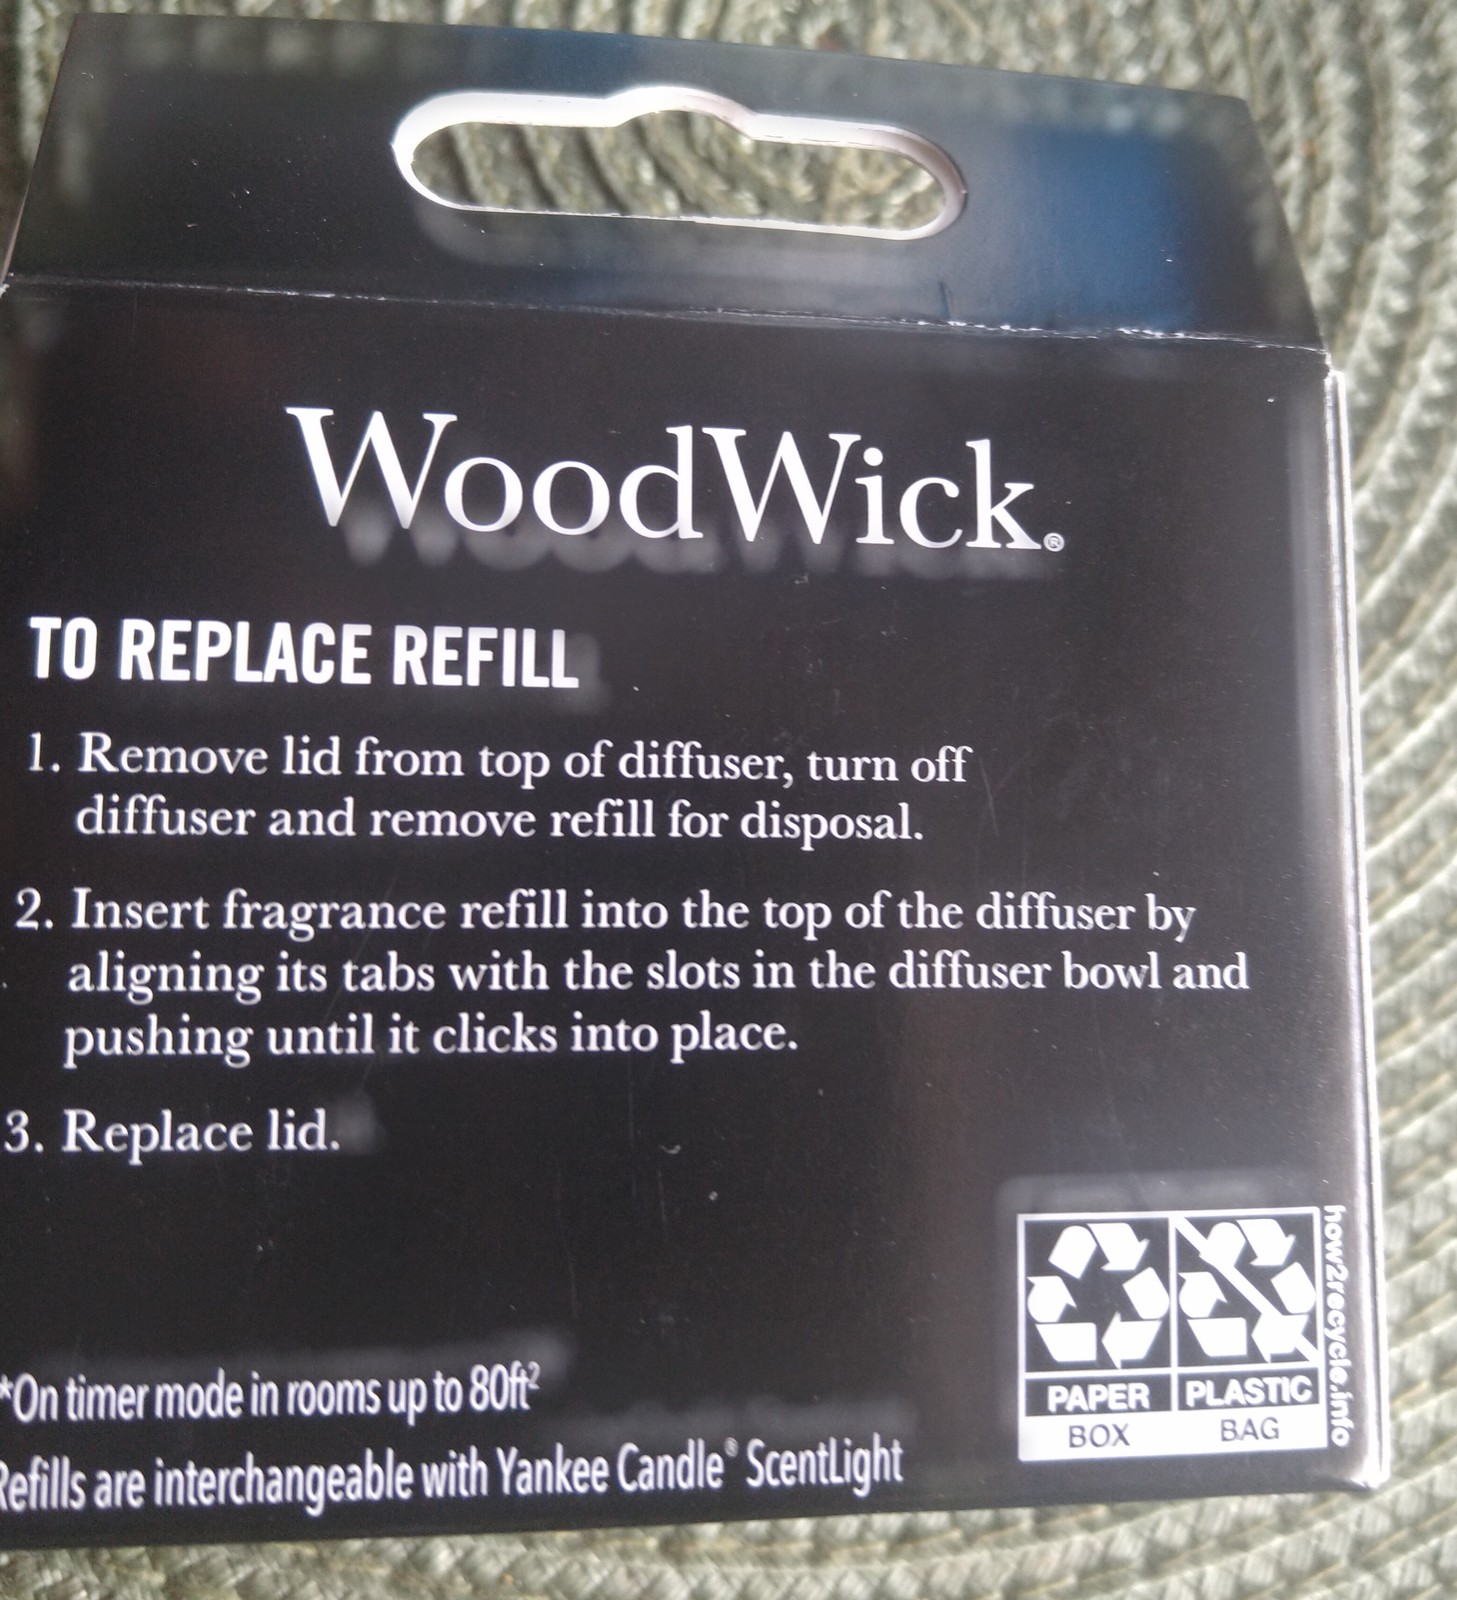 WoodWick®
TO REPLACE REFILL
1. Remove lid from top of diffuser, turn off
diffuser and remove refill for disposal.
2. Insert fragrance refill into the top of the diffuser by
aligning its tabs with the slots in the diffuser bowl and
pushing until it clicks into place.
3. Replace lid.
*On timer mode in rooms up to 80ft²
Refills are interchangeable with Yankee Candle® ScentLight
PAPER PLASTIC
BOX BAG
how2recycle.info